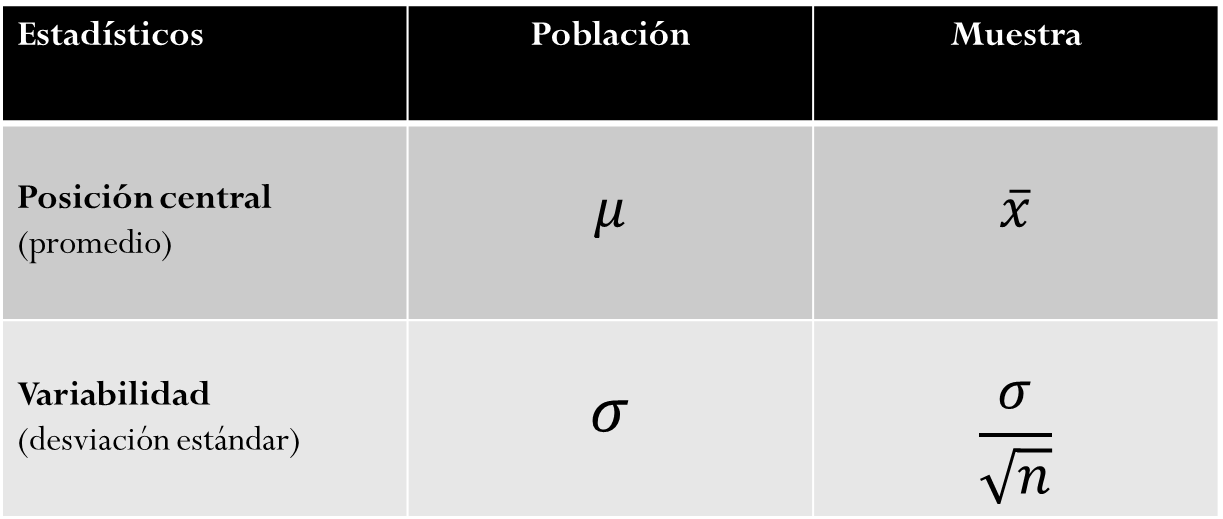 Estadísticos Población Muestra
Posición central
(promedio)
μ x̄
Variabilidad
(desviación estándar)
σ σ/√n